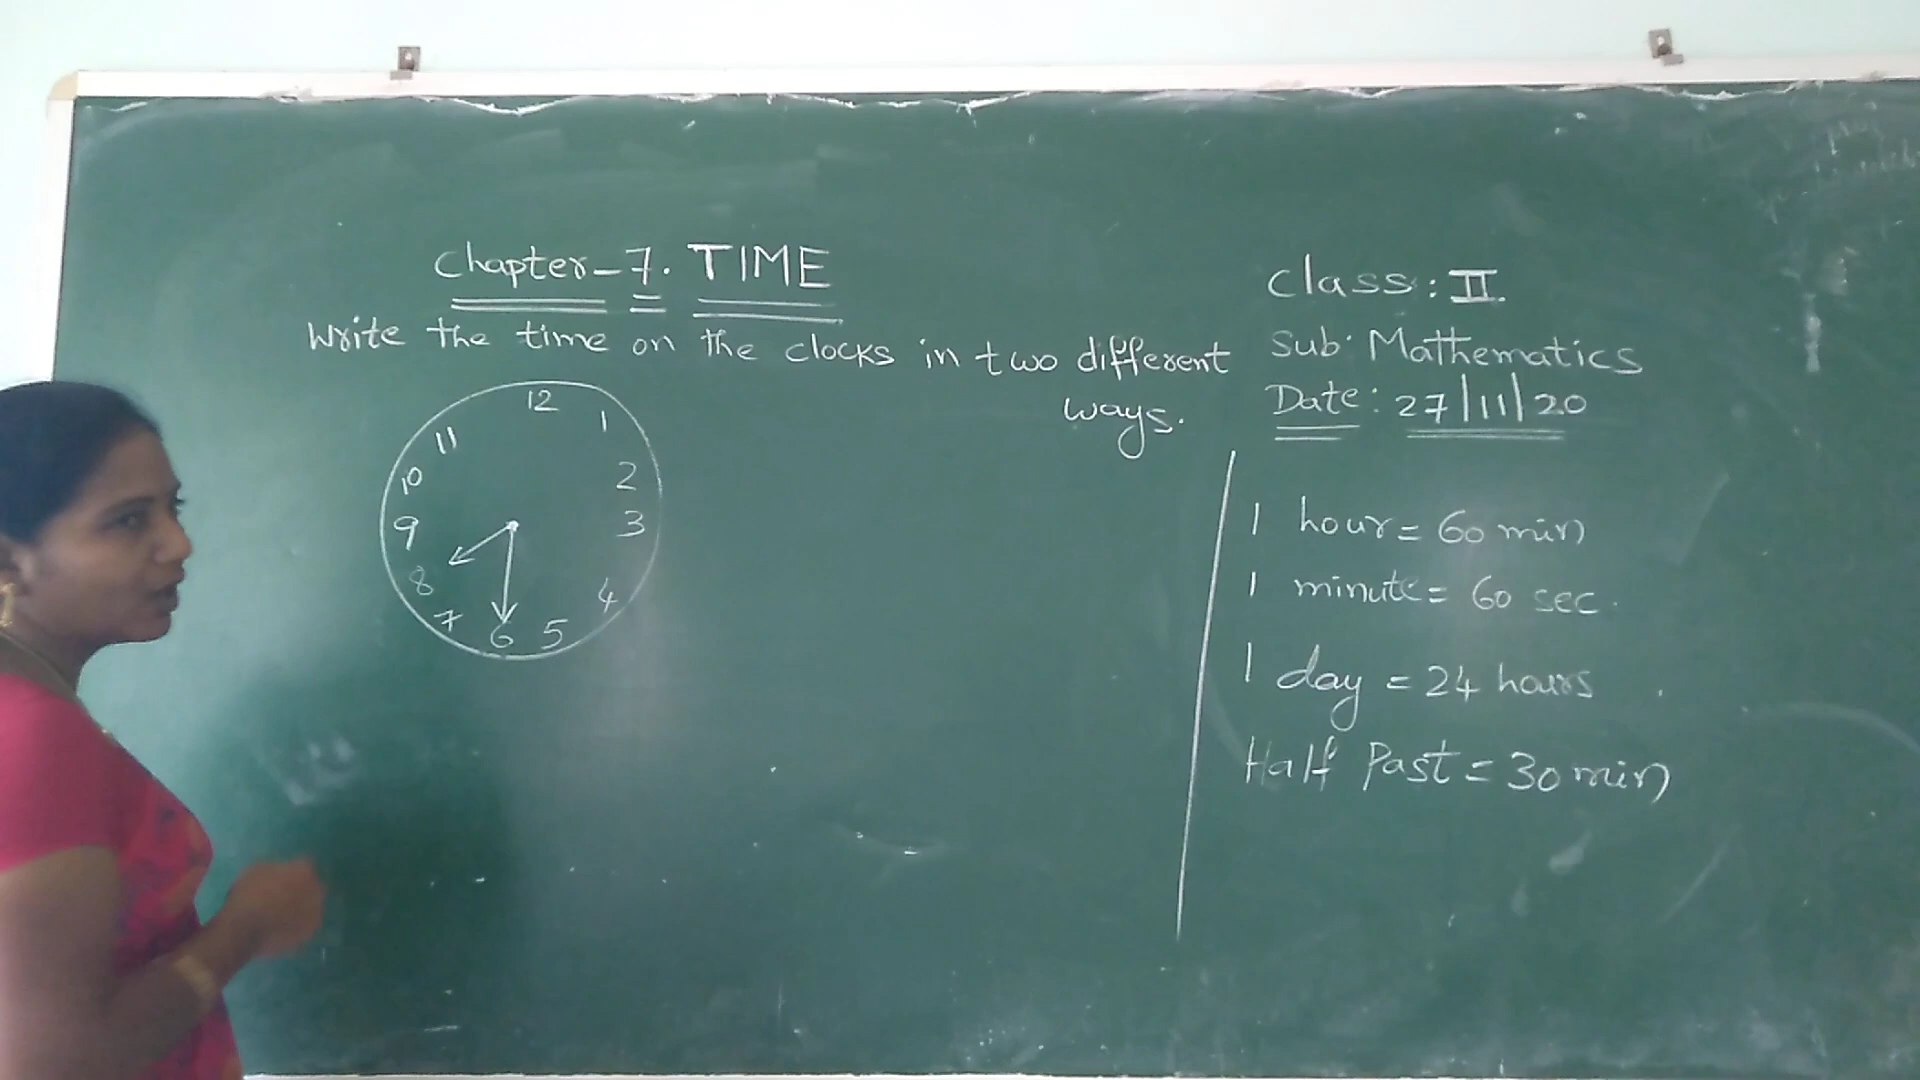 Chapter-7. TIME
Write the time on the clocks in two different
ways.
12
11
1
10
2
9
3
8
4
7
6
5
Class: II.
Sub: Mathematics
Date: 27/11/20
1 hour = 60 min
1 minute = 60 sec.
1 day = 24 hours
Half Past = 30 min